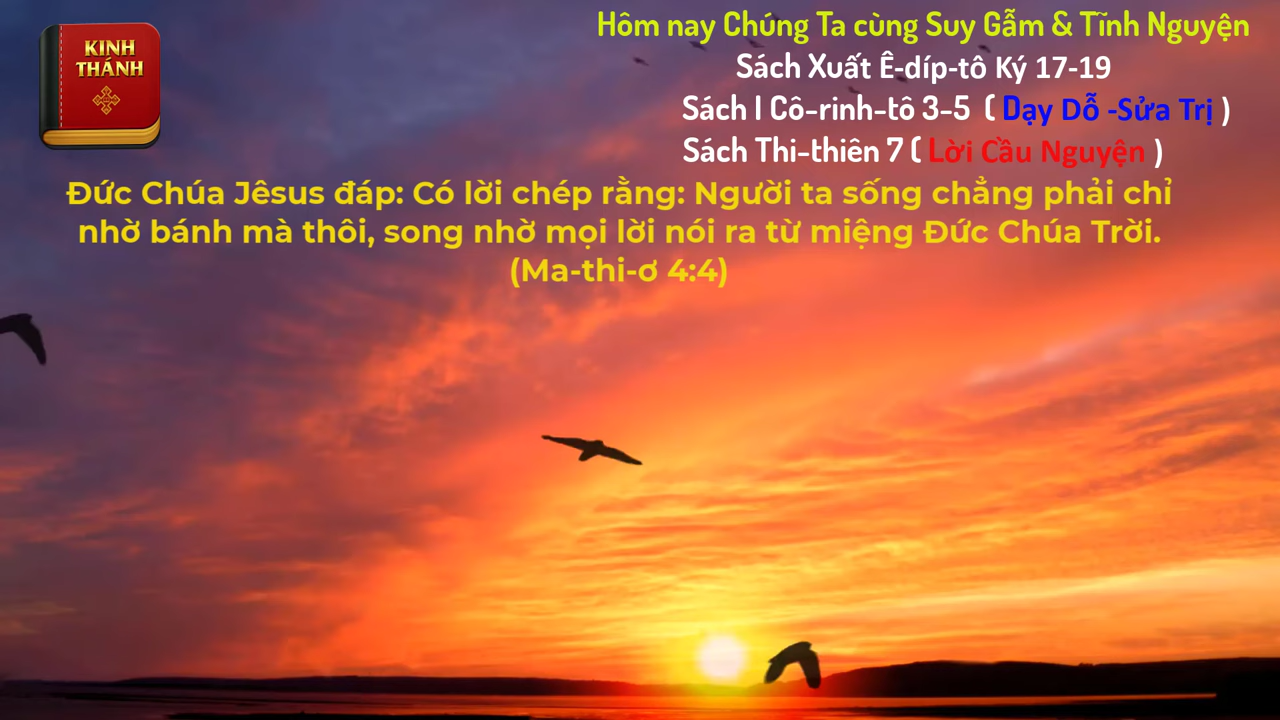 KINH
THÁNH
Hôm nay Chúng Ta cùng Suy Gẫm & Tĩnh Nguyện
Sách Xuất Ê-díp-tô Ký 17-19
Sách I Cô-rinh-tô 3-5 ( Dạy Dỗ -Sửa Trị )
Sách Thi-thiên 7 ( Lời Cầu Nguyện )
Đức Chúa Jêsus đáp: Có lời chép rằng: Người ta sống chẳng phải chỉ
nhờ bánh mà thôi, song nhờ mọi lời nói ra từ miệng Đức Chúa Trời.
(Ma-thi-ơ 4:4)